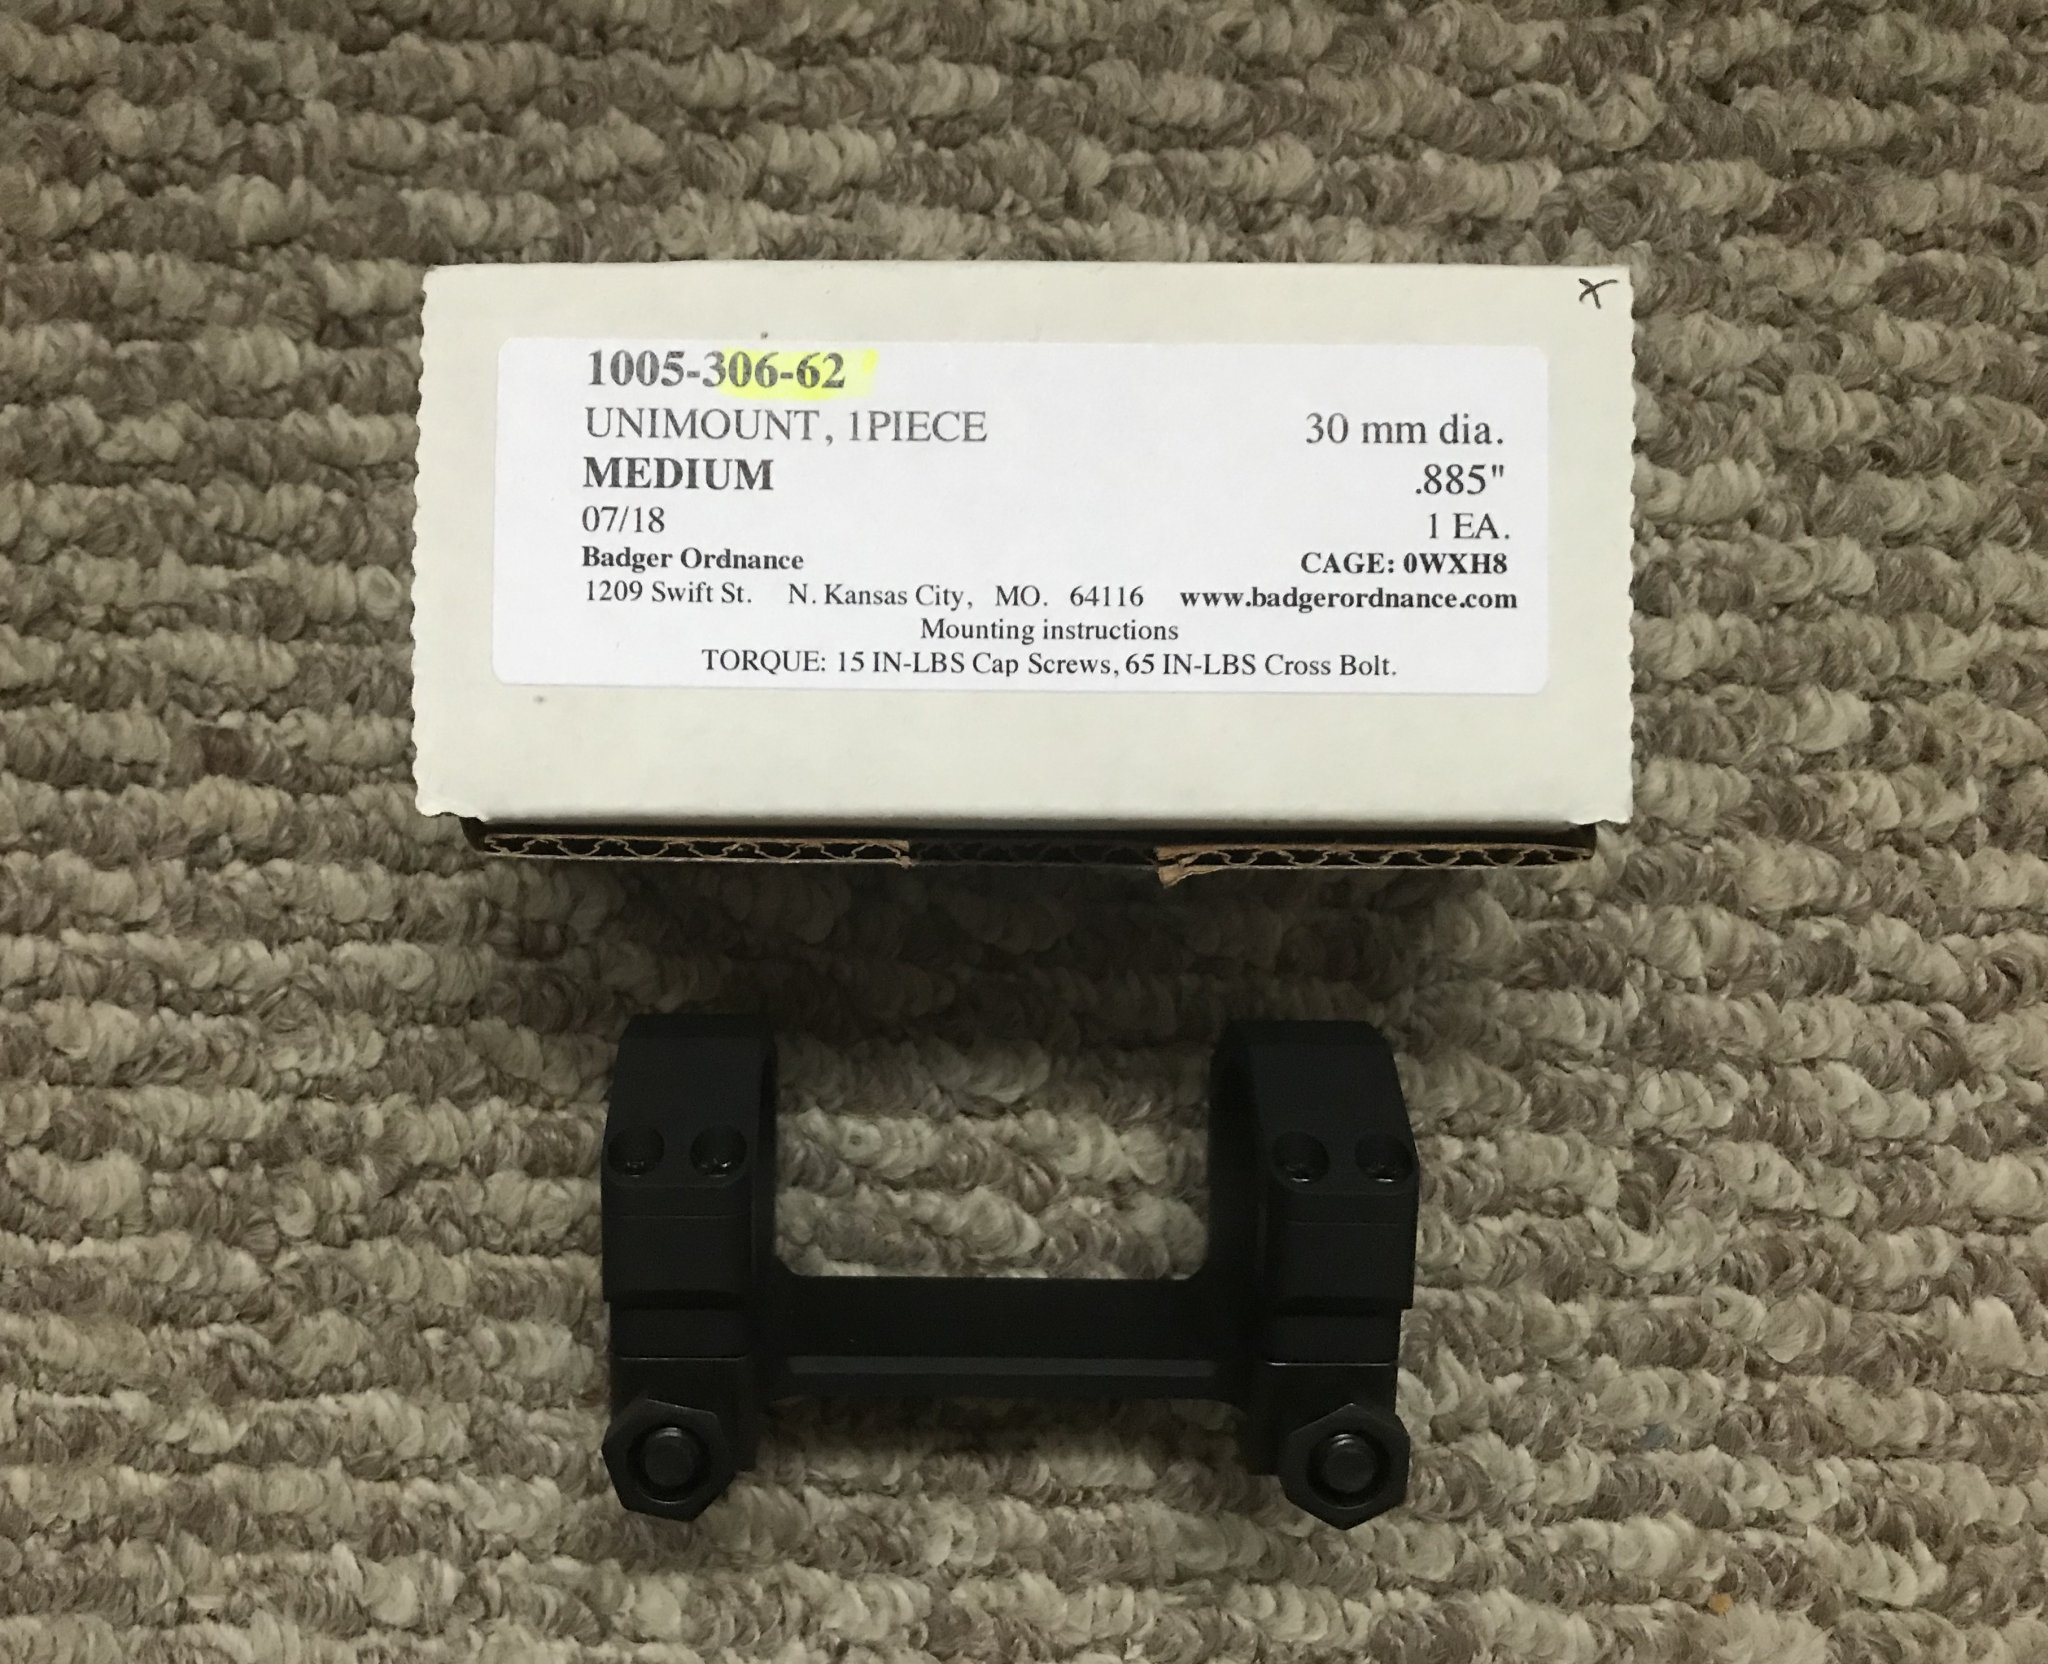 X
1005-306-62
UNIMOUNT, 1PIECE 30 mm dia.
MEDIUM .885"
07/18 1 EA.
Badger Ordnance CAGE: 0WXH8
1209 Swift St. N. Kansas City, MO. 64116 www.badgerordnance.com
Mounting instructions
TORQUE: 15 IN-LBS Cap Screws, 65 IN-LBS Cross Bolt.